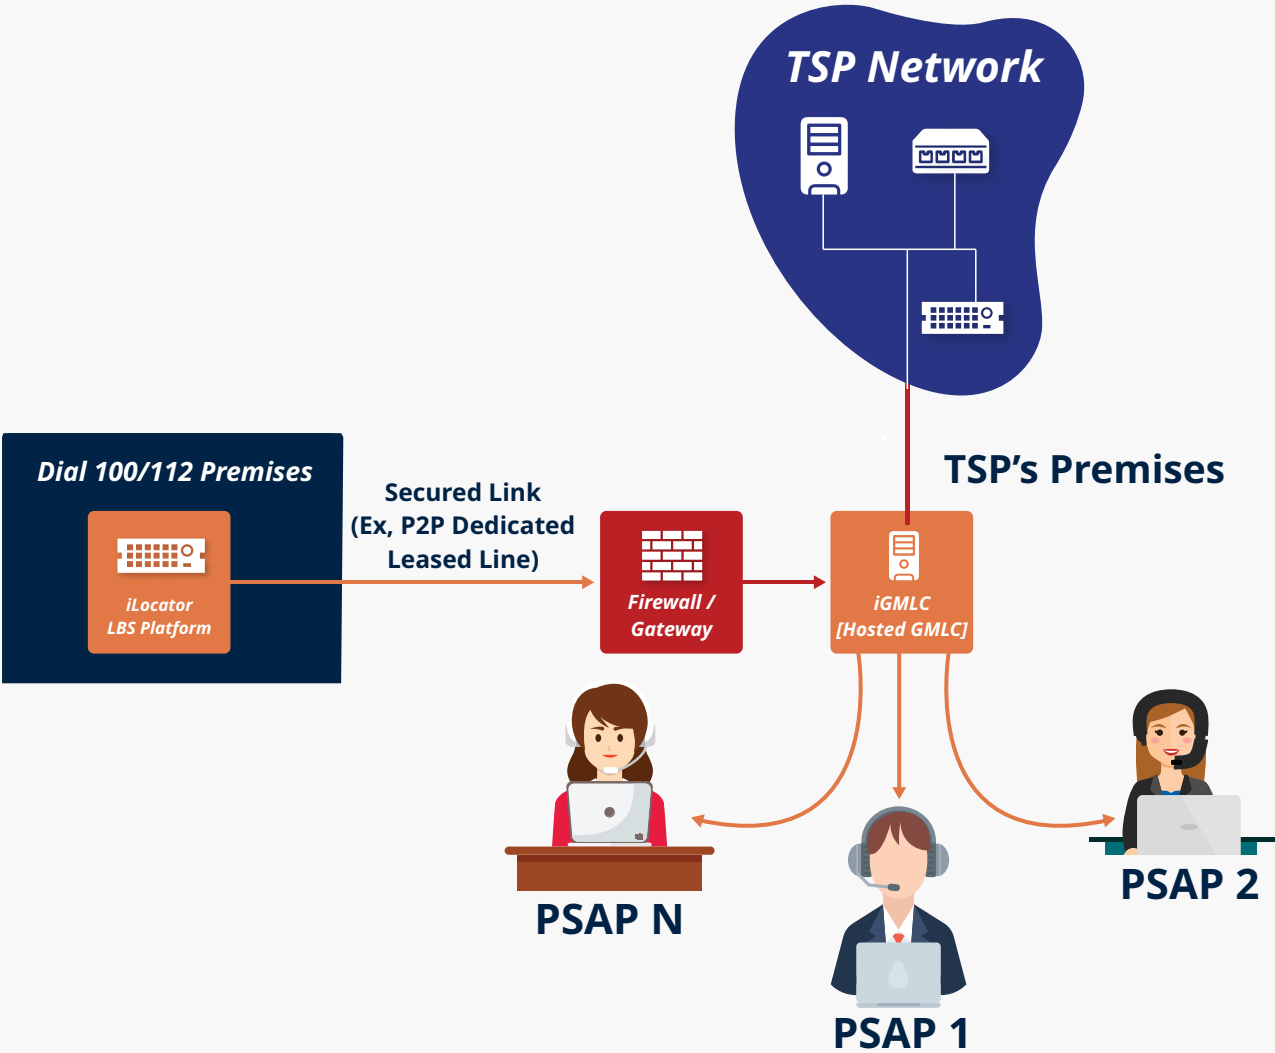 TSP Network
TSP’s Premises
Dial 100/112 Premises
iLocator
LBS Platform
Secured Link
(Ex, P2P Dedicated
Leased Line)
Firewall /
Gateway
iGMLC
[Hosted GMLC]
PSAP N
PSAP 1
PSAP 2